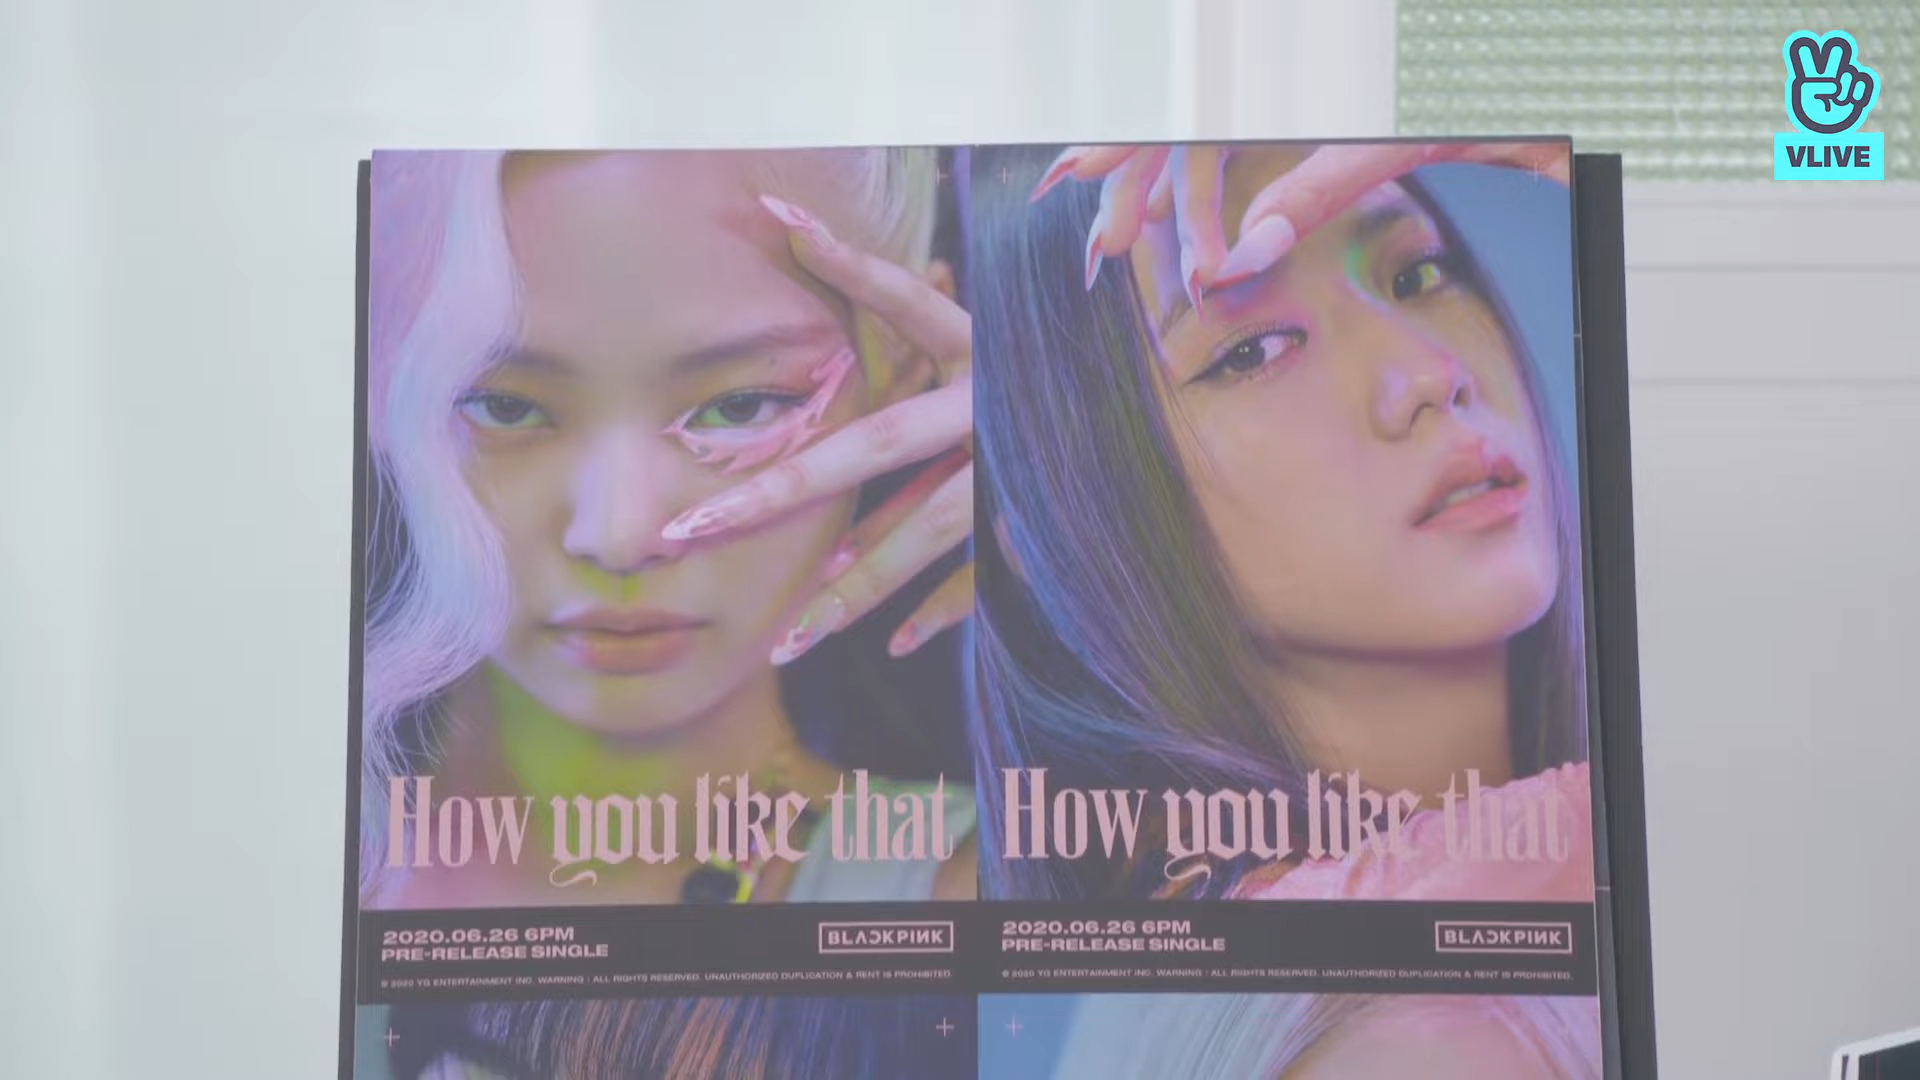 VLIVE
How you like that
2020.06.26 6PM
PRE-RELEASE SINGLE
BLACKPINK
© 2020 YG ENTERTAINMENT INC. WARNING : ALL RIGHTS RESERVED. UNAUTHORIZED DUPLICATION & RENT IS PROHIBITED.
How you like that
2020.06.26 6PM
PRE-RELEASE SINGLE
BLACKPINK
© 2020 YG ENTERTAINMENT INC. WARNING : ALL RIGHTS RESERVED. UNAUTHORIZED DUPLICATION & RENT IS PROHIBITED.